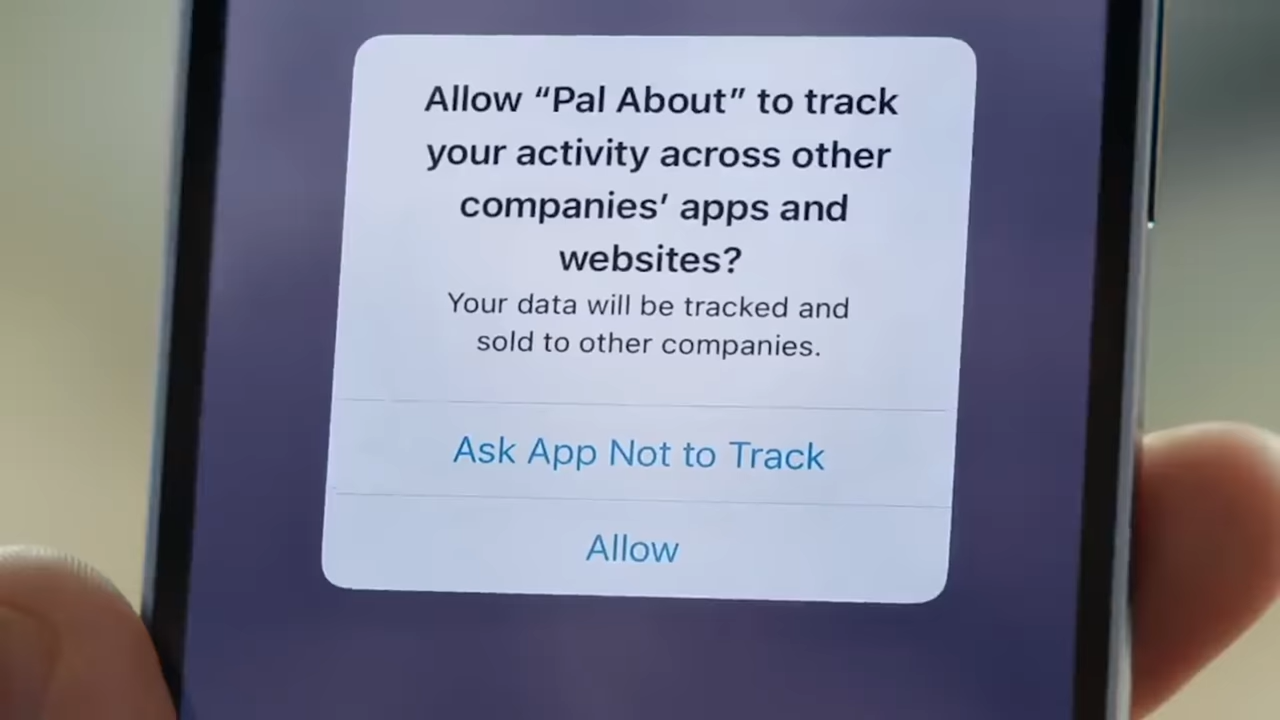 Allow “Pal About” to track
your activity across other
companies’ apps and
websites?
Your data will be tracked and
sold to other companies.
Ask App Not to Track
Allow